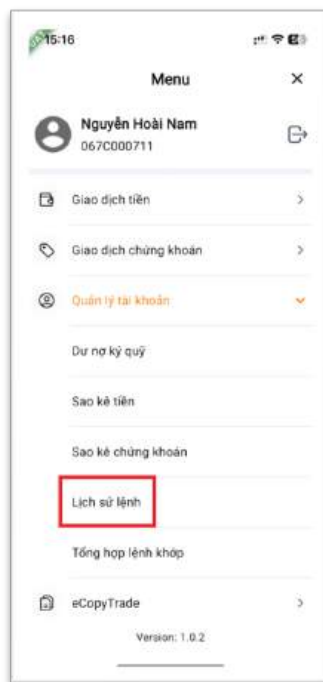 15:16
Menu
Nguyễn Hoài Nam
067C000711
Giao dịch tiền
Giao dịch chứng khoán
Quản lý tài khoản
Dư nợ ký quỹ
Sao kê tiền
Sao kê chứng khoán
Lịch sử lệnh
Tổng hợp lệnh khớp
eCopyTrade
Version: 1.0.2